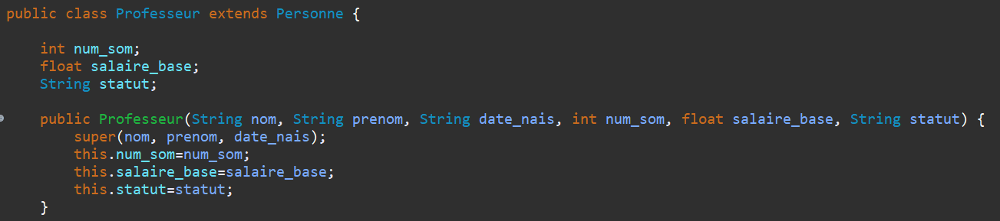 public class Professeur extends Personne {
int num_som;
float salaire_base;
String statut;
public Professeur(String nom, String prenom, String date_nais, int num_som, float salaire_base, String statut) {
super(nom, prenom, date_nais);
this.num_som=num_som;
this.salaire_base=salaire_base;
this.statut=statut;
}